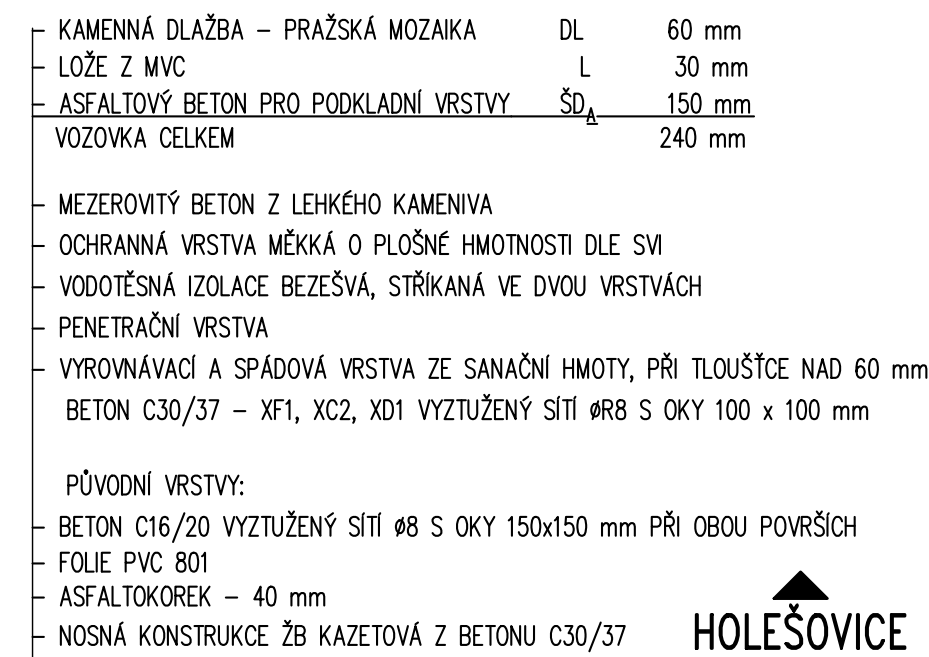 – KAMENNÁ DLAŽBA – PRAŽSKÁ MOZAIKA DL 60 mm
– LOŽE Z MVC L 30 mm
– ASFALTOVÝ BETON PRO PODKLADNÍ VRSTVY ŠDA 150 mm
VOZOVKA CELKEM 240 mm
– MEZEROVITÝ BETON Z LEHKÉHO KAMENIVA
– OCHRANNÁ VRSTVA MĚKKÁ O PLOŠNÉ HMOTNOSTI DLE SVI
– VODOTĚSNÁ IZOLACE BEZEŠVÁ, STŘÍKANÁ VE DVOU VRSTVÁCH
– PENETRAČNÍ VRSTVA
– VYROVNÁVACÍ A SPÁDOVÁ VRSTVA ZE SANAČNÍ HMOTY, PŘI TLOUŠŤCE NAD 60 mm
BETON C30/37 – XF1, XC2, XD1 VYZTUŽENÝ SÍTÍ øR8 S OKY 100 x 100 mm
PŮVODNÍ VRSTVY:
– BETON C16/20 VYZTUŽENÝ SÍTÍ ø8 S OKY 150x150 mm PŘI OBOU POVRŠÍCH
– FOLIE PVC 801
– ASFALTOKOREK – 40 mm
– NOSNÁ KONSTRUKCE ŽB KAZETOVÁ Z BETONU C30/37
HOLEŠOVICE